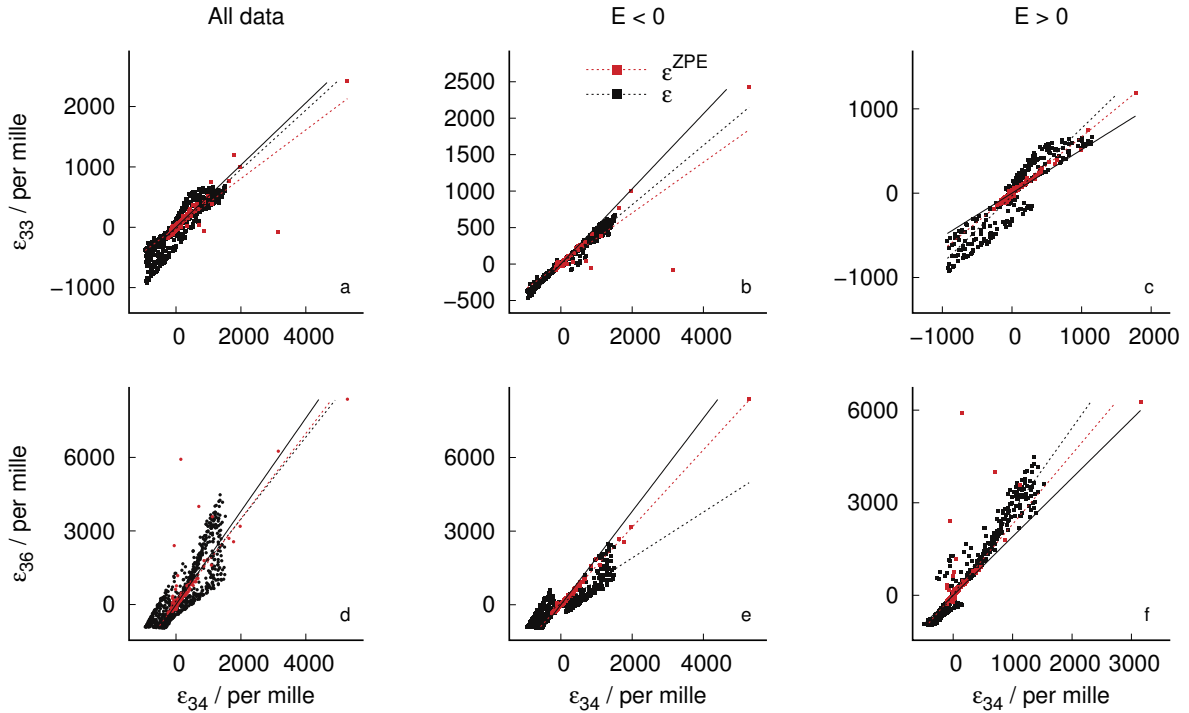 All data
E < 0
E > 0
ε33 / per mille
2000
1000
0
−1000
a
0 2000 4000
2500
2000
1500
1000
500
0
−500
εZPE
ε
b
0 2000 4000
1000
0
−1000
c
−1000 0 1000 2000
ε36 / per mille
6000
3000
0
d
0 2000 4000
ε34 / per mille
6000
3000
0
e
0 2000 4000
ε34 / per mille
6000
3000
0
f
0 1000 2000 3000
ε34 / per mille